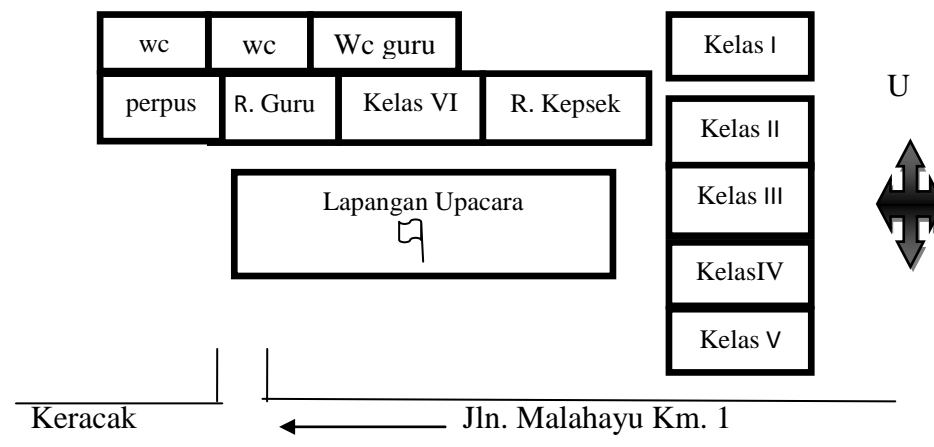 wc wc Wc guru Kelas I
U
perpus R. Guru Kelas VI R. Kepsek
Kelas II
Lapangan Upacara Kelas III
KelasIV
Kelas V
Keracak Jln. Malahayu Km. 1